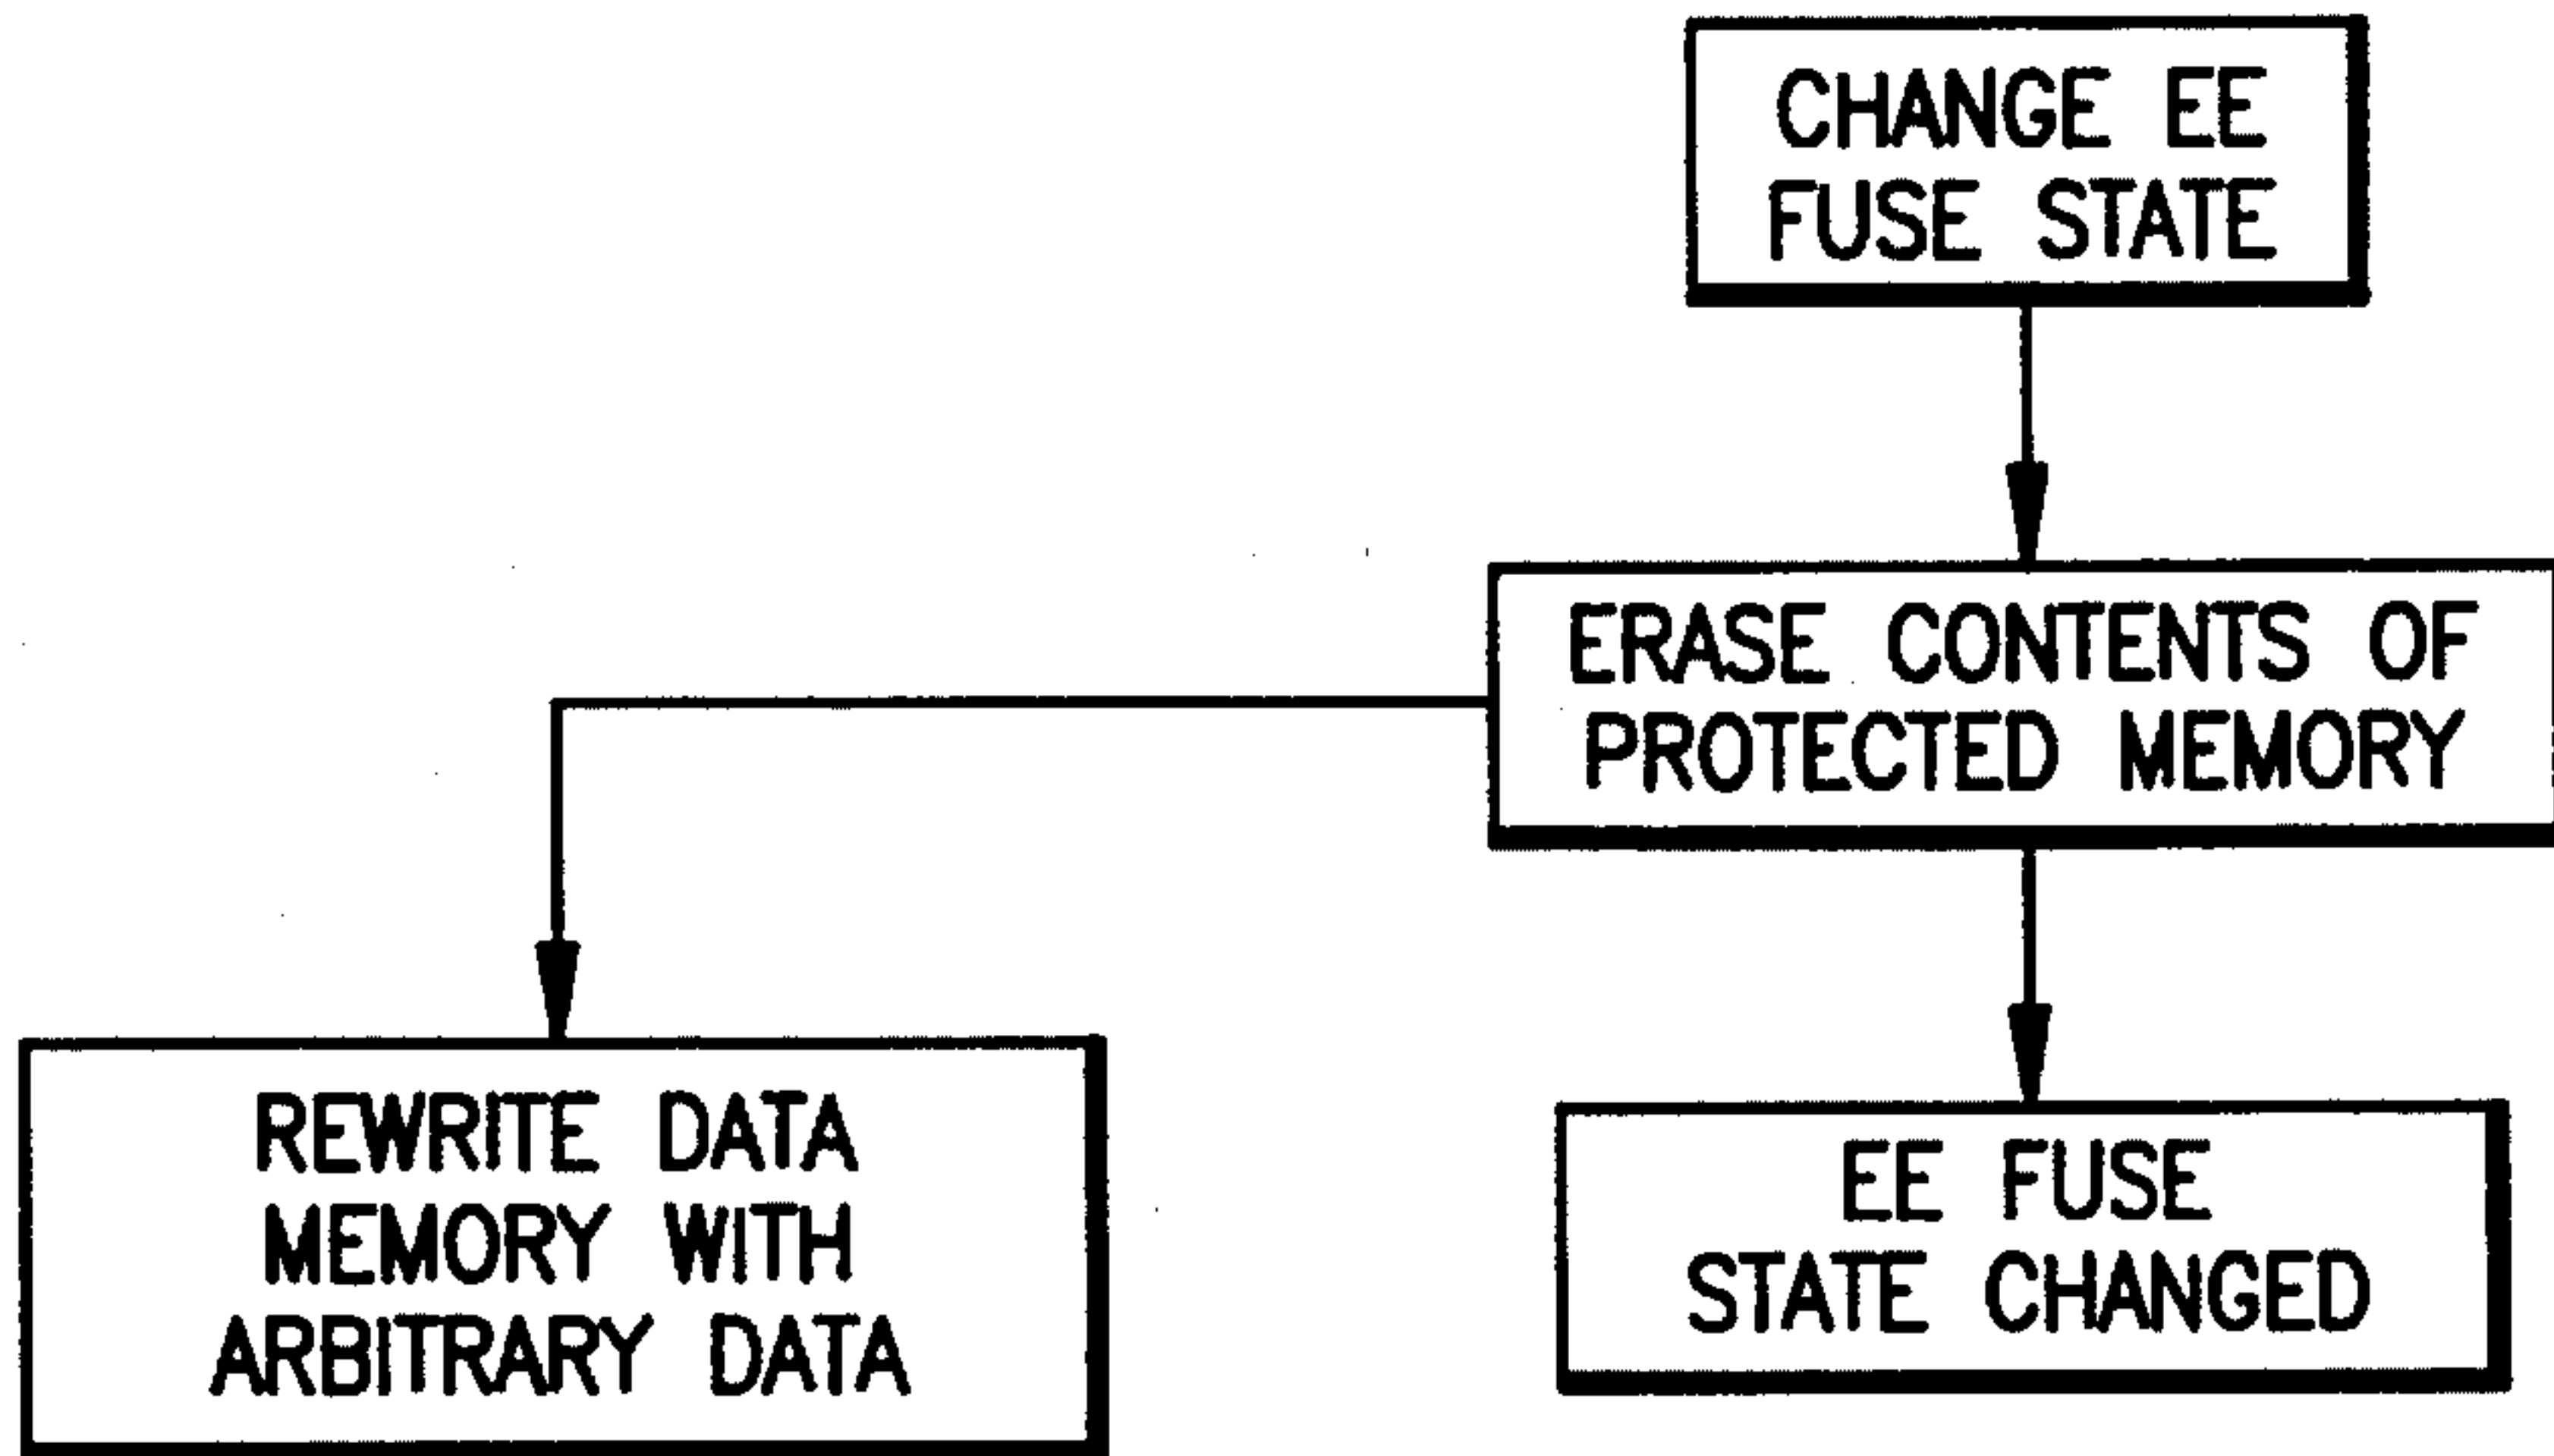 CHANGE EE
FUSE STATE
ERASE CONTENTS OF
PROTECTED MEMORY
REWRITE DATA
MEMORY WITH
ARBITRARY DATA
EE FUSE
STATE CHANGED